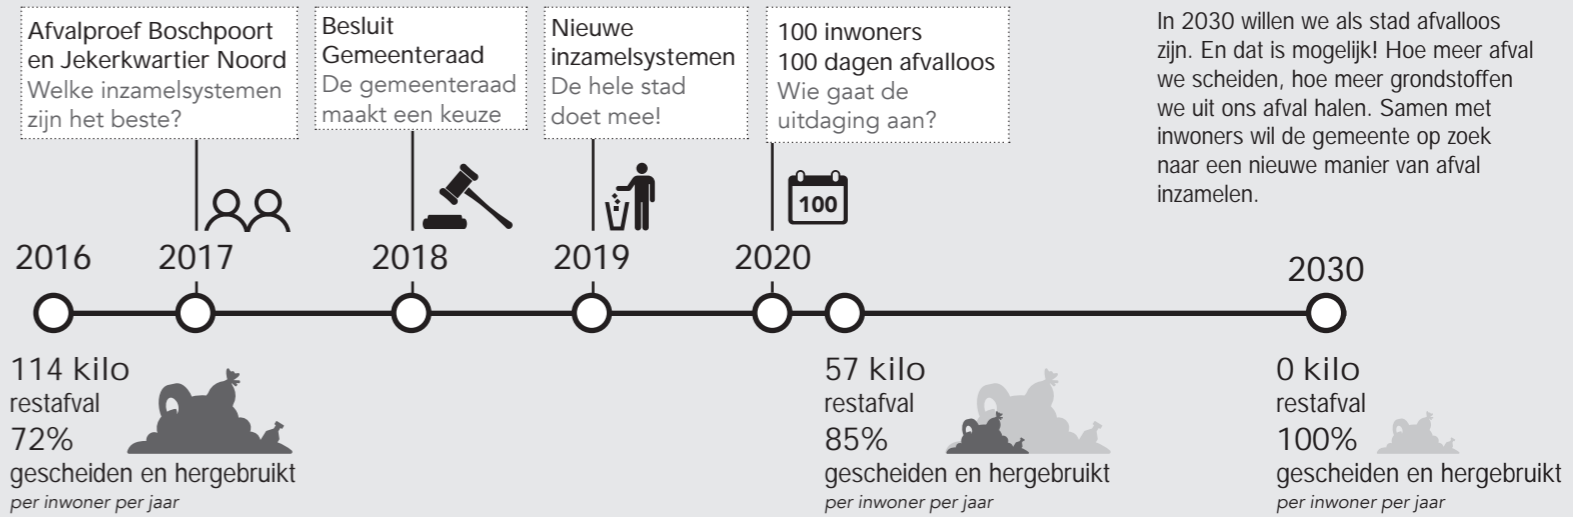 Afvalproef Boschpoort
en Jekerkwartier Noord
Welke inzamelsystemen
zijn het beste?
Besluit
Gemeenteraad
De gemeenteraad
maakt een keuze
Nieuwe
inzamelsystemen
De hele stad
doet mee!
100 inwoners
100 dagen afvalloos
Wie gaat de
uitdaging aan?
In 2030 willen we als stad afvalloos
zijn. En dat is mogelijk! Hoe meer afval
we scheiden, hoe meer grondstoffen
we uit ons afval halen. Samen met
inwoners wil de gemeente op zoek
naar een nieuwe manier van afval
inzamelen.
100
2016
2017
2018
2019
2020
2030
114 kilo
restafval
72%
gescheiden en hergebruikt
per inwoner per jaar
57 kilo
restafval
85%
gescheiden en hergebruikt
per inwoner per jaar
0 kilo
restafval
100%
gescheiden en hergebruikt
per inwoner per jaar